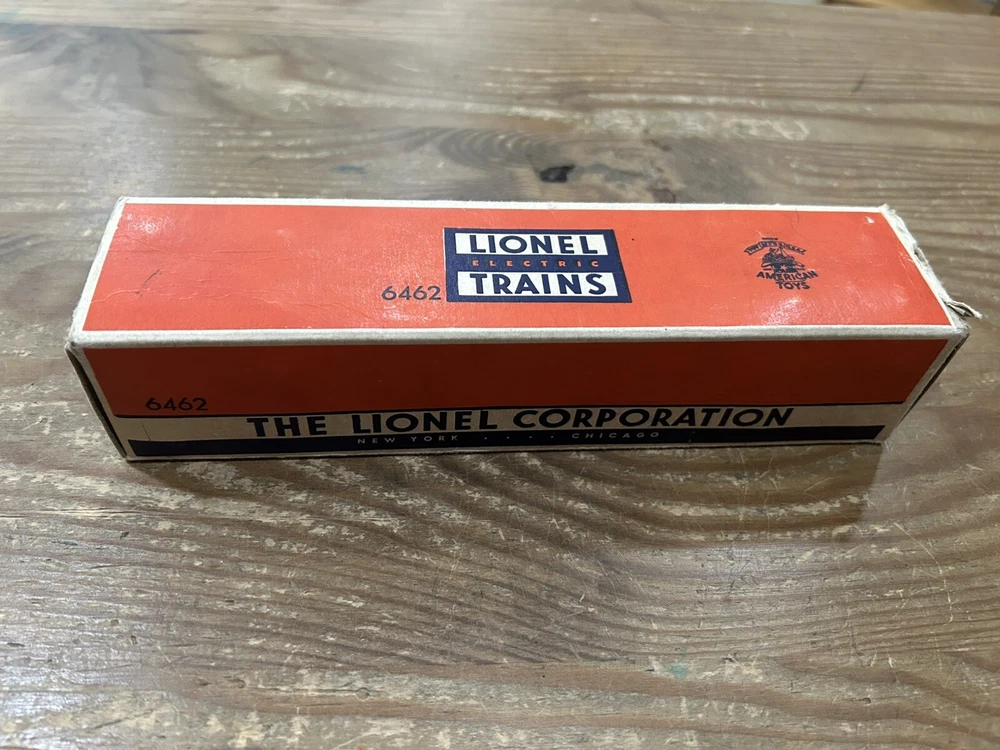 LIONEL
ELECTRIC
TRAINS
6462
AMERICAN
TOYS
6462
THE LIONEL CORPORATION
NEW YORK . . . . CHICAGO